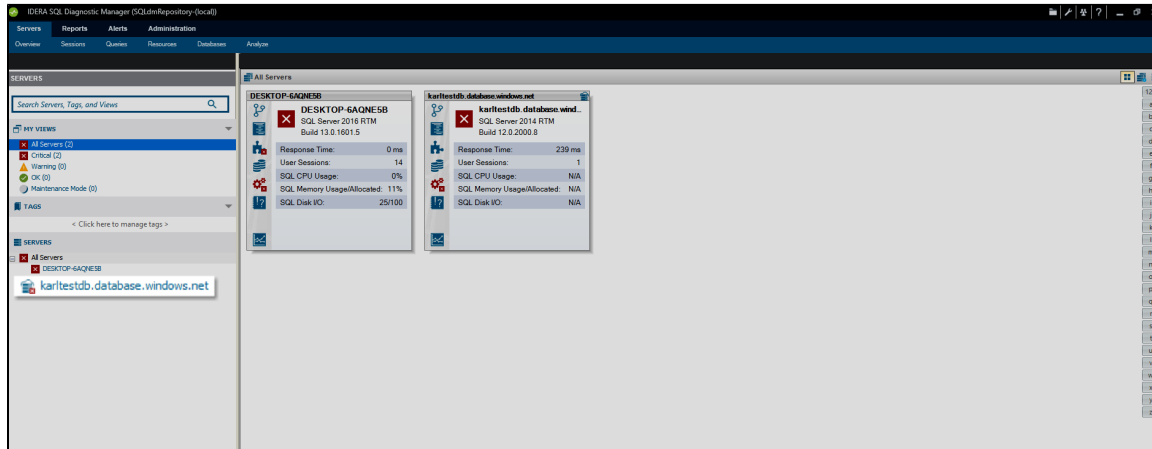 IDERA SQL Diagnostic Manager (SQLdmRepository-(local))
Servers Reports Alerts Administration
Overview Sessions Queries Resources Databases Analyze
SERVERS
Search Servers, Tags, and Views
MY VIEWS
All Servers (2)
Critical (2)
Warning (0)
OK (0)
Maintenance Mode (0)
TAGS
< Click here to manage tags >
SERVERS
All Servers
DESKTOP-6AQNE5B
karltestdb.database.windows.net
All Servers
DESKTOP-6AQNE5B
DESKTOP-6AQNE5B
SQL Server 2016 RTM
Build 13.0.1601.5
Response Time: 0 ms
User Sessions: 14
SQL CPU Usage: 0%
SQL Memory Usage/Allocated: 11%
SQL Disk I/O: 25/100
karltestdb.database.windows.net
karltestdb.database.wind...
SQL Server 2014 RTM
Build 12.0.2000.8
Response Time: 239 ms
User Sessions: 1
SQL CPU Usage: N/A
SQL Memory Usage/Allocated: N/A
SQL Disk I/O: N/A